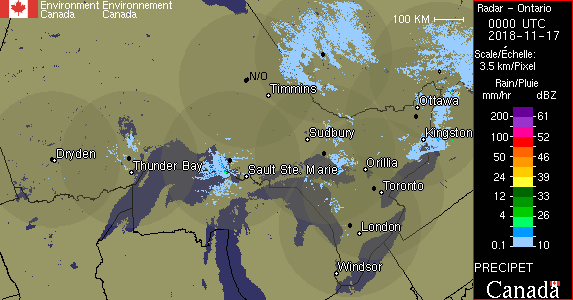 Environment Environnement
Canada Canada
100 KM
N/O
Timmins
Ottawa
Sudbury
Kingston
Dryden
Thunder Bay
Sault Ste. Marie
Orillia
Toronto
London
Windsor
Radar - Ontario
0000 UTC
2018-11-17
Scale/Échelle:
3.5 km/Pixel
Rain/Pluie
mm/hr dBZ
200 61
100 52
50 46
24 39
12 33
4 26
1 18
0.1 10
PRECIPET
Canada